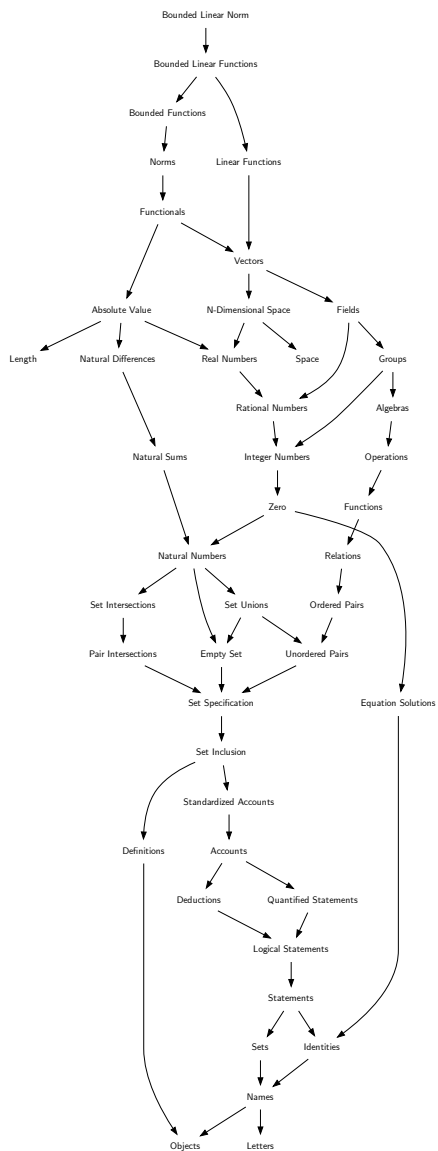 Bounded Linear Norm
Bounded Linear Functions
Bounded Functions
Norms
Linear Functions
Functionals
Vectors
Absolute Value
N-Dimensional Space
Fields
Length
Natural Differences
Real Numbers
Space
Groups
Rational Numbers
Algebras
Natural Sums
Integer Numbers
Operations
Zero
Functions
Natural Numbers
Relations
Set Intersections
Set Unions
Ordered Pairs
Pair Intersections
Empty Set
Unordered Pairs
Set Specification
Equation Solutions
Set Inclusion
Standardized Accounts
Definitions
Accounts
Deductions
Quantified Statements
Logical Statements
Statements
Sets
Identities
Names
Objects
Letters